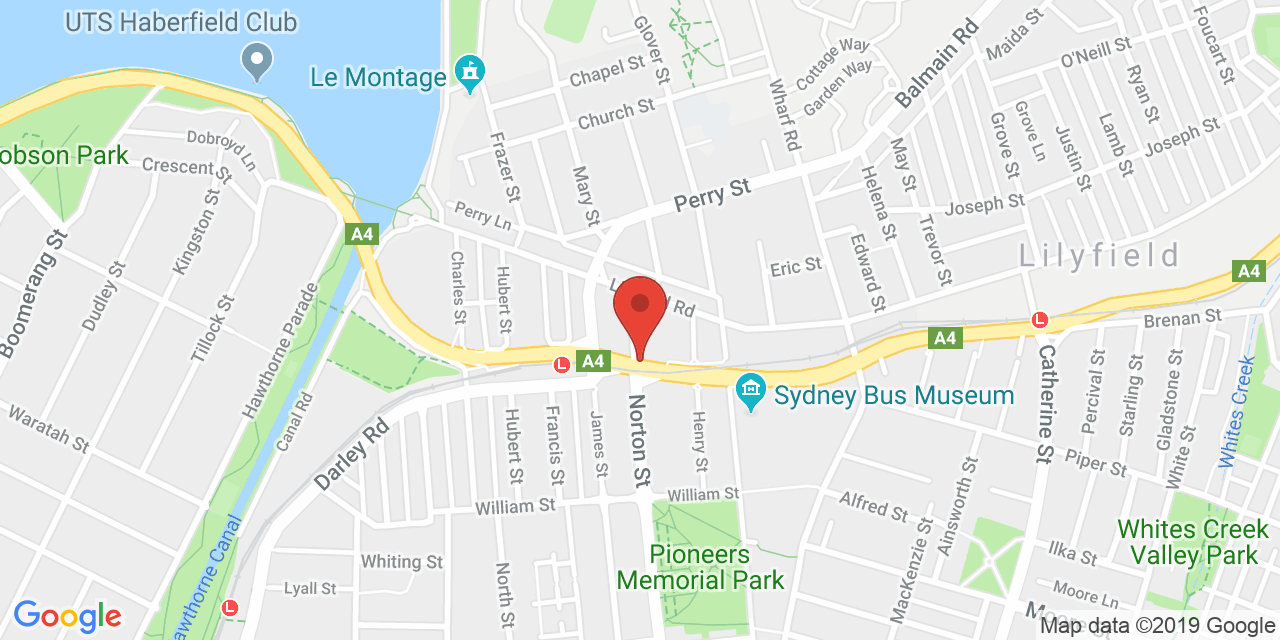 UTS Haberfield Club
Le Montage
Chapel St
Glover St
Church St
Cottage Way
Garden Way
Wharf Rd
Balmain Rd
Maida St
O'Neill St
Foucart St
Ryan St
Lamb St
Joseph St
Justin St
Grove Ln
Grove St
Dobroyd Ln
obson Park
Crescent St
Kingston St
Frazer St
Mary St
Perry St
Perry Ln
May St
Helena St
Trevor St
Joseph St
Lilyfield
A4
Boomerang St
Dudley St
Tillock St
Hawthorne Parade
Charles St
Hubert St
Eric St
Edward St
A4
L
Rd
L
Brenan St
A4
L
A4
Sydney Bus Museum
Waratah St
Canal Rd
Darley Rd
Hubert St
Francis St
James St
Norton St
Henry St
Catherine St
Percival St
Starling St
Gladstone St
White St
Whites Creek
Piper St
William St
William St
Alfred St
Ainsworth St
MacKenzie St
Whiting St
Lyall St
North St
Pioneers
Memorial Park
Whites Creek
Valley Park
Ilka St
Moore Ln
awthorne Canal
L
Google
Map data ©2019 Google